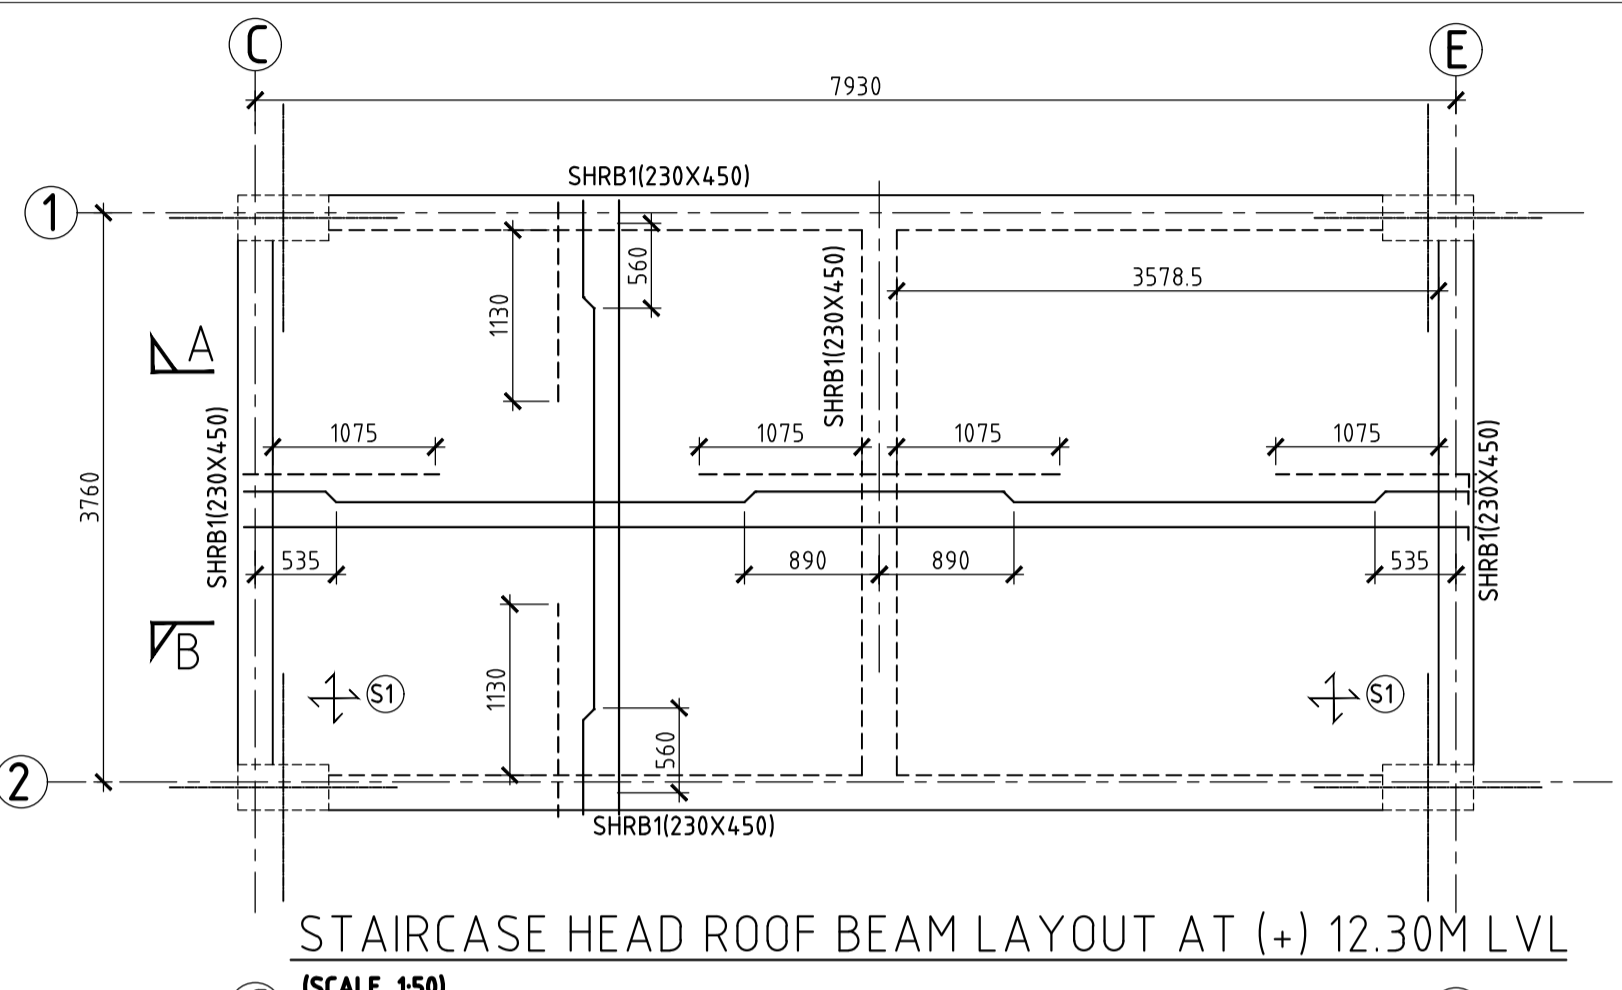 C
E
7930
SHRB1(230X450)
1
560
SHRB1(230X450)
3578.5
1130
A
1075
1075
1075
1075
SHRB1(230X450)
SHRB1(230X450)
3760
535
890
890
535
B
1130
S1
S1
560
2
SHRB1(230X450)
STAIRCASE HEAD ROOF BEAM LAYOUT AT (+) 12.30M LVL
(SCALE 1:50)